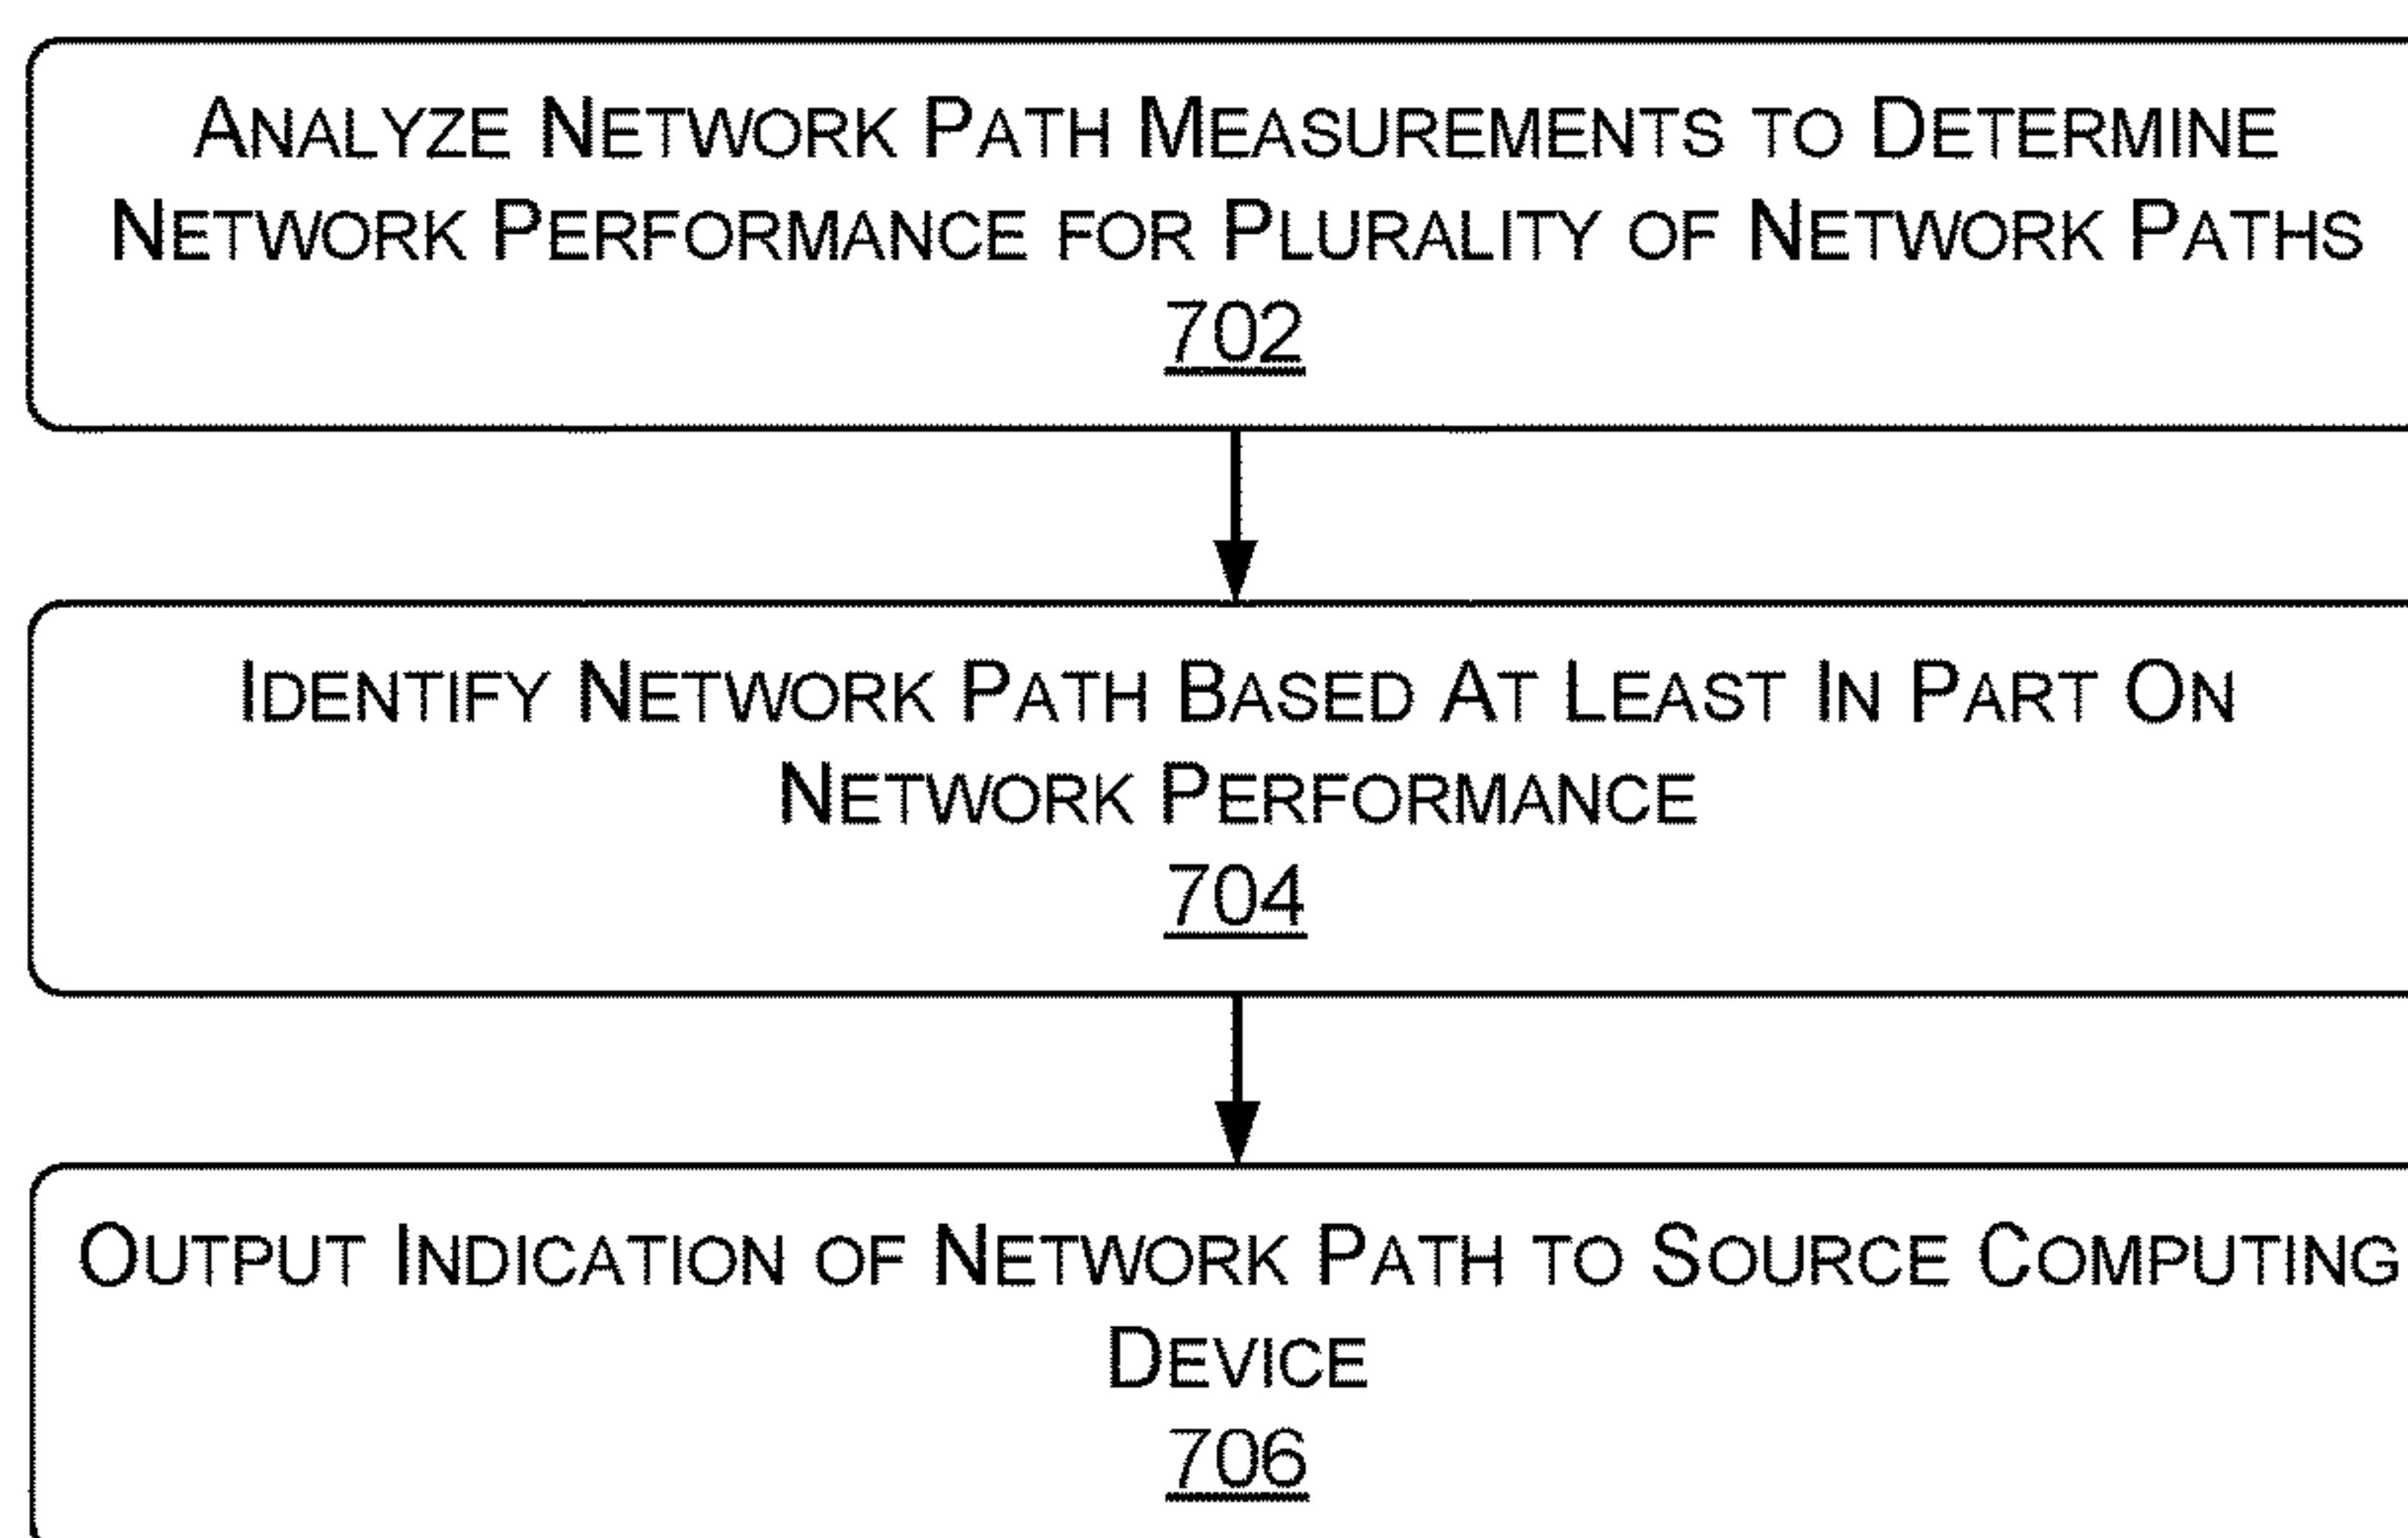 ANALYZE NETWORK PATH MEASUREMENTS TO DETERMINE
NETWORK PERFORMANCE FOR PLURALITY OF NETWORK PATHS
702
IDENTIFY NETWORK PATH BASED AT LEAST IN PART ON
NETWORK PERFORMANCE
704
OUTPUT INDICATION OF NETWORK PATH TO SOURCE COMPUTING
DEVICE
706